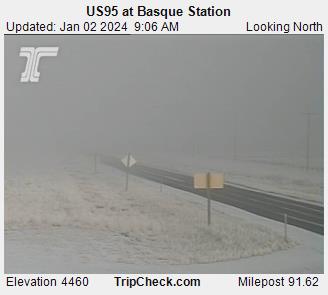 US95 at Basque Station
Updated: Jan 02 2024 9:06 AM Looking North
Elevation 4460 TripCheck.com Milepost 91.62